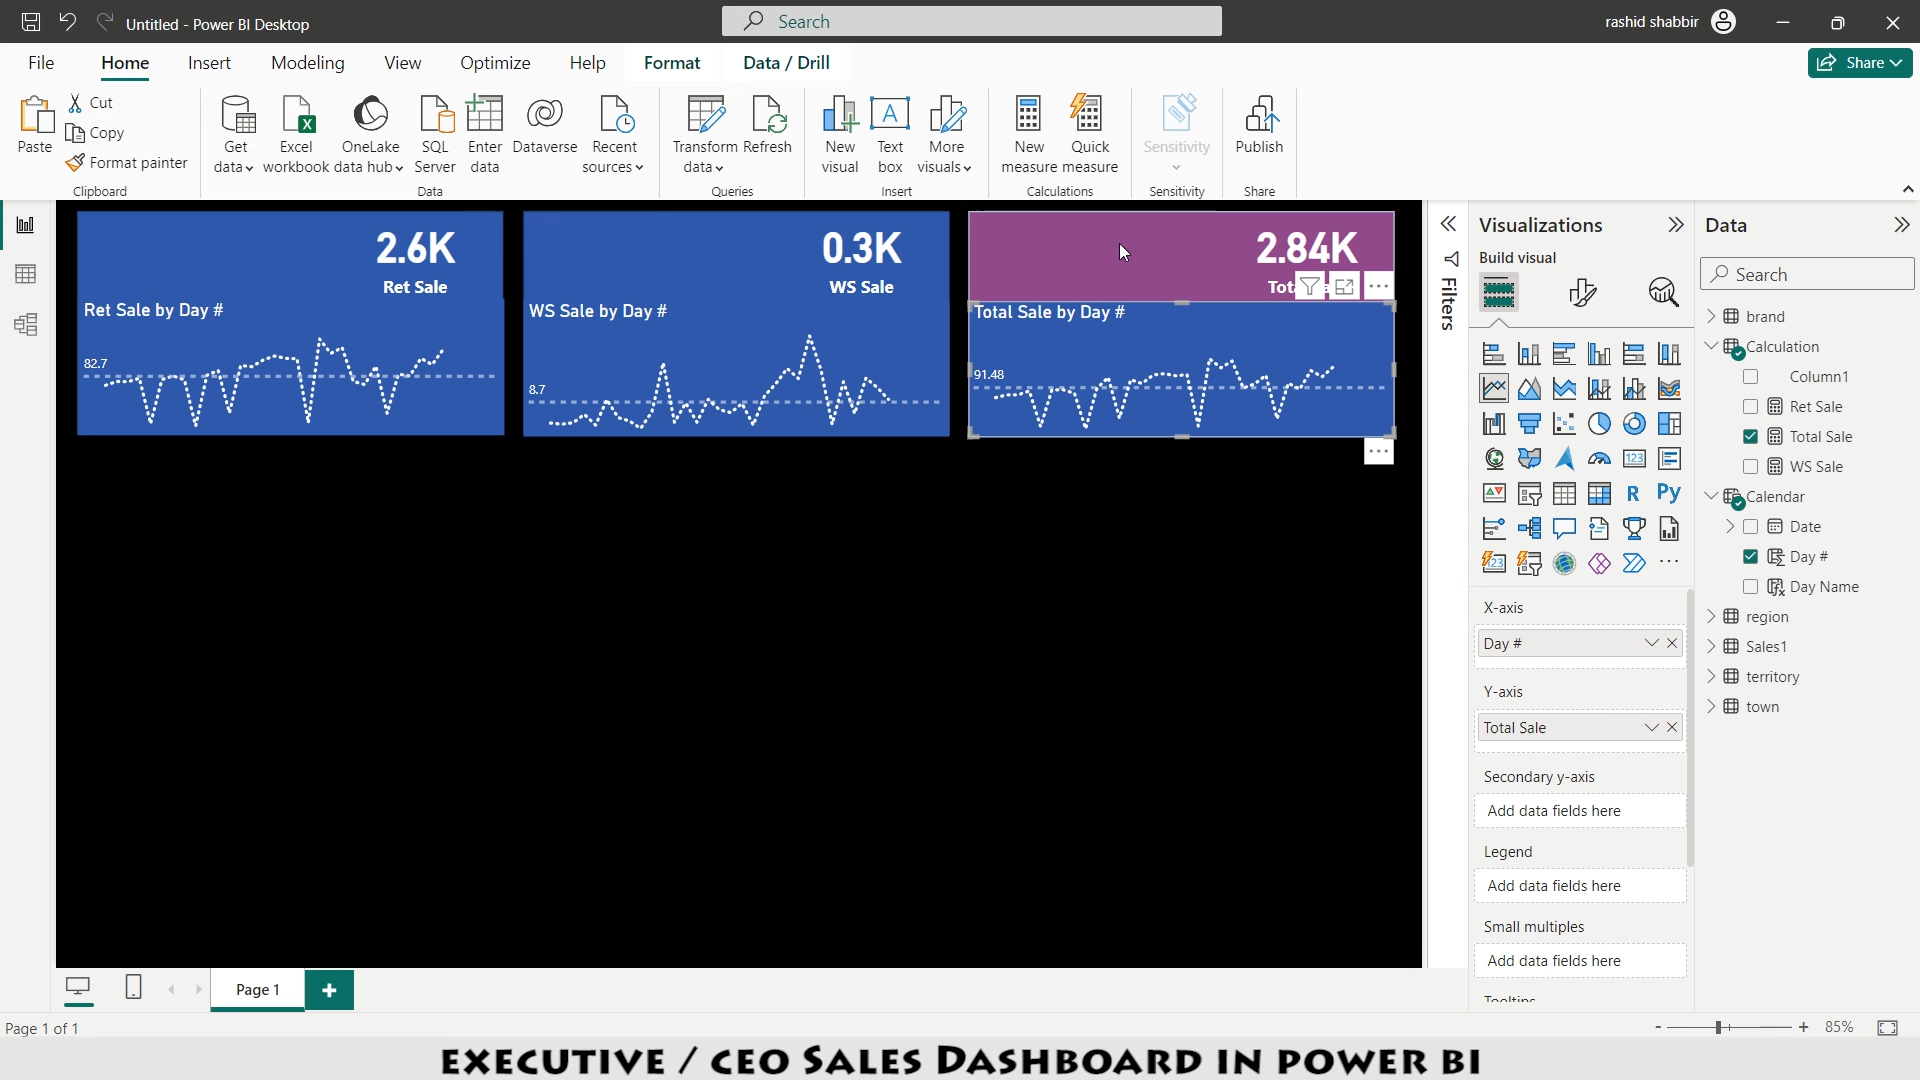 Untitled - Power BI Desktop
Search
rashid shabbir
File
Home
Insert
Modeling
View
Optimize
Help
Format
Data / Drill
Share
Paste
Cut
Copy
Format painter
Clipboard
Get
data
Excel
workbook
OneLake
data hub
SQL
Server
Enter
data
Dataverse
Recent
sources
Data
Transform
data
Refresh
Queries
New
visual
Text
box
More
visuals
Insert
New
measure
Quick
measure
Calculations
Sensitivity
Sensitivity
Publish
Share
2.6K
Ret Sale
Ret Sale by Day #
82.7
0.3K
WS Sale
WS Sale by Day #
8.7
2.84K
Total Sale by Day #
91.48
Filters
Visualizations
Build visual
123
R
Py
123
X-axis
Day #
Y-axis
Total Sale
Secondary y-axis
Add data fields here
Legend
Add data fields here
Small multiples
Add data fields here
Data
Search
brand
Calculation
Column1
Ret Sale
Total Sale
WS Sale
Calendar
Date
Day #
Day Name
region
Sales1
territory
town
Page 1
Page 1 of 1
85%
EXECUTIVE / CEO SALES DASHBOARD IN POWER BI